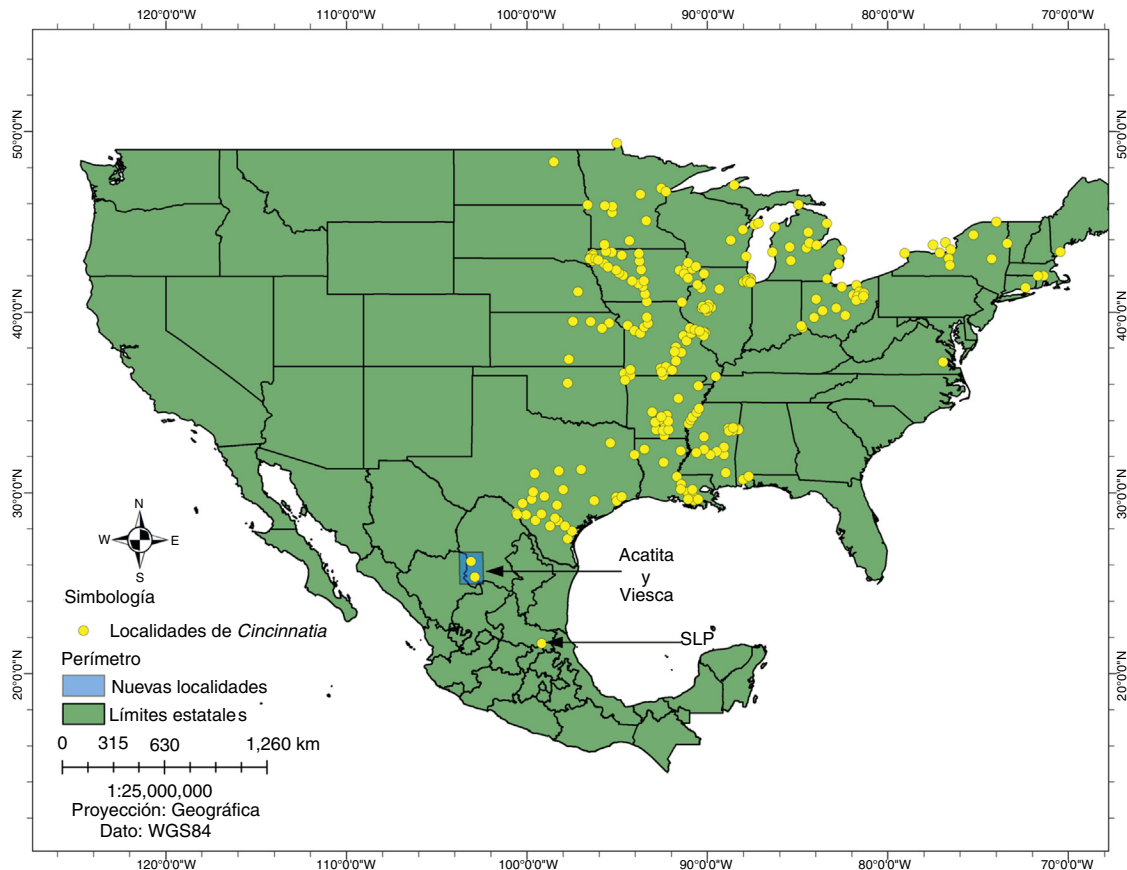 120°0'0"W 110°0'0"W 100°0'0"W 90°0'0"W 80°0'0"W 70°0'0"W
50°0'0"N
40°0'0"N
30°0'0"N
20°0'0"N
50°0'0"N
40°0'0"N
30°0'0"N
20°0'0"N
N
W E
S
Acatita
y
Viesca
SLP
Simbología
Localidades de Cincinnatia
Perímetro
Nuevas localidades
Límites estatales
0 315 630 1,260 km
1:25,000,000
Proyección: Geográfica
Dato: WGS84
120°0'0"W 110°0'0"W 100°0'0"W 90°0'0"W 80°0'0"W 70°0'0"W